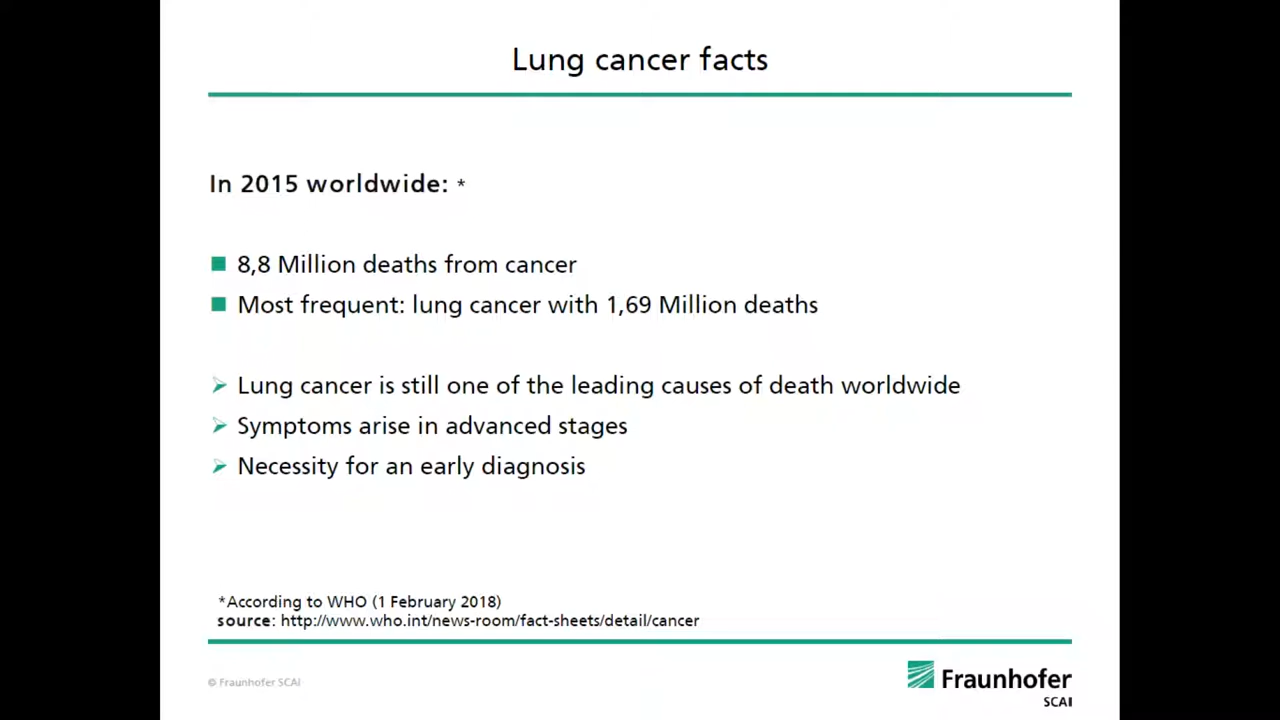 Lung cancer facts
In 2015 worldwide: *
8,8 Million deaths from cancer
Most frequent: lung cancer with 1,69 Million deaths
Lung cancer is still one of the leading causes of death worldwide
Symptoms arise in advanced stages
Necessity for an early diagnosis
*According to WHO (1 February 2018)
source: http://www.who.int/news-room/fact-sheets/detail/cancer
© Fraunhofer SCAI
Fraunhofer
SCAI